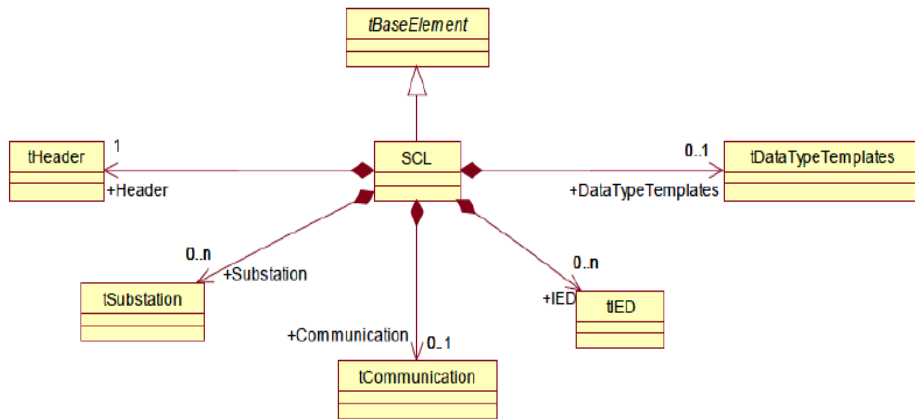 tBaseElement
1
tHeader
+Header
SCL
0..1
tDataTypeTemplates
+DataTypeTemplates
0..n
+Substation
tSubstation
0..n
+IED
tIED
+Communication
0..1
tCommunication